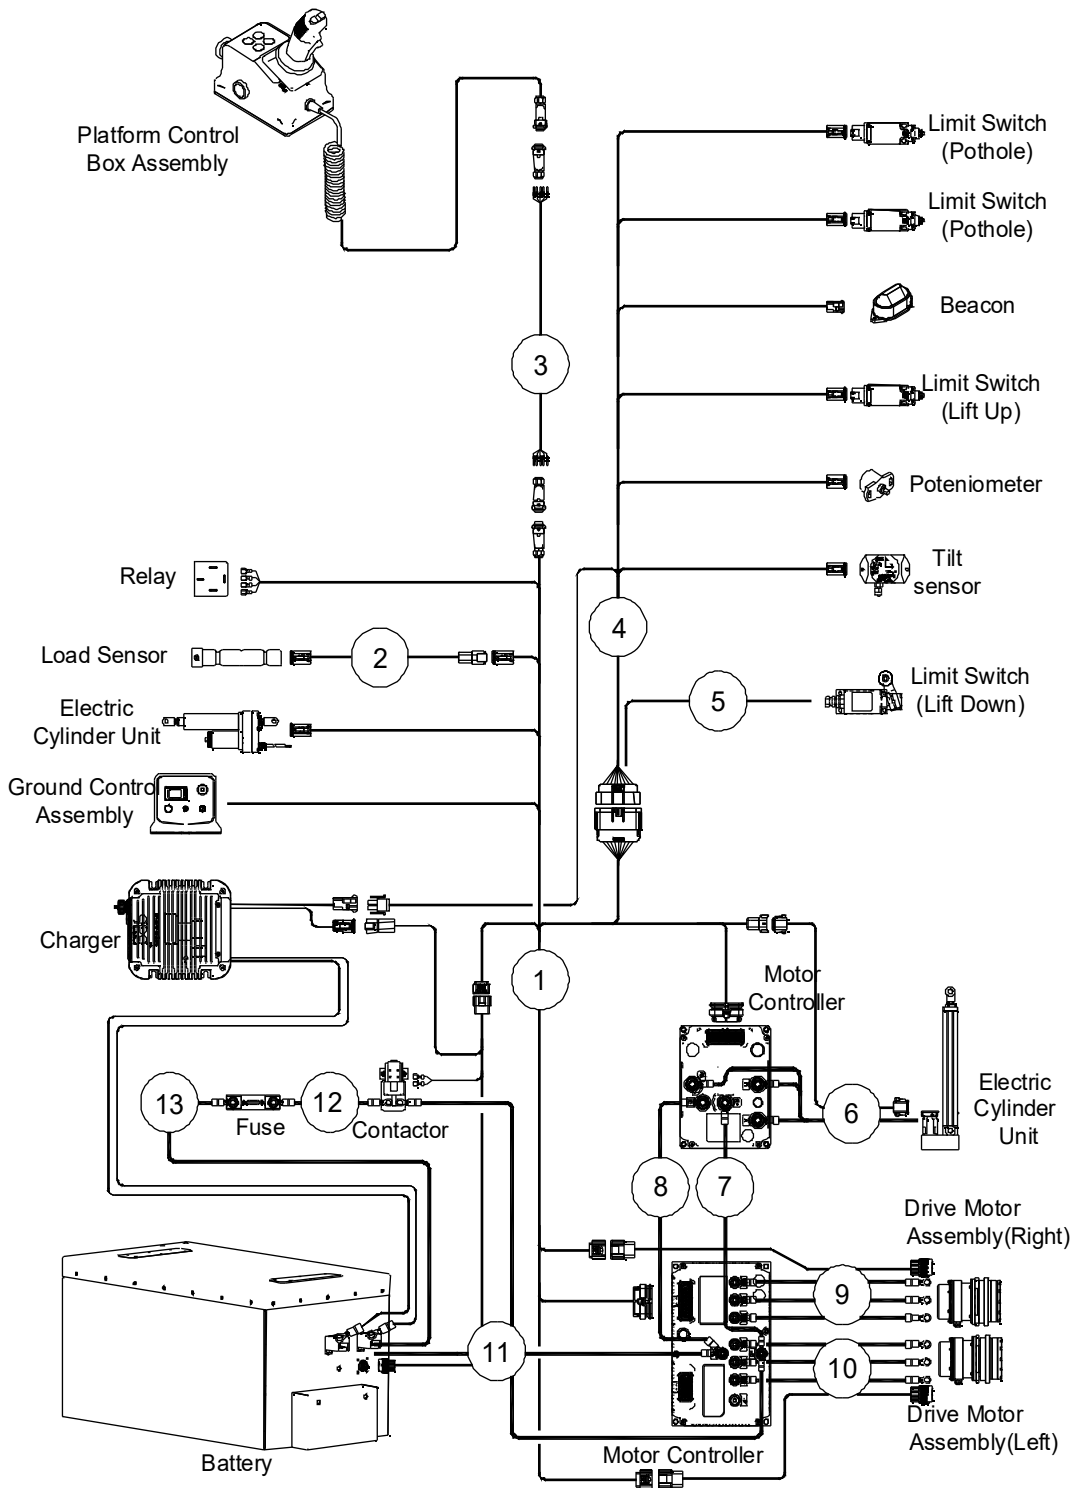 Platform Control
Box Assembly
Limit Switch
(Pothole)
Limit Switch
(Pothole)
Beacon
3
Limit Switch
(Lift Up)
Poteniometer
Relay
Tilt
sensor
4
Load Sensor
2
5
Limit Switch
(Lift Down)
Electric
Cylinder Unit
Ground Control
Assembly
Charger
1
Motor
Controller
13
Fuse
12
Contactor
6
Electric
Cylinder
Unit
8
7
Drive Motor
Assembly(Right)
9
11
10
Drive Motor
Assembly(Left)
Battery
Motor Controller